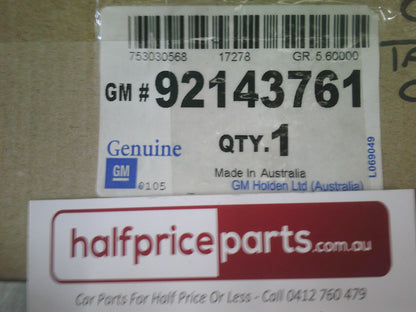 753030568 17278 GR 5.60000
GM # 92143761
Genuine QTY.1
GM
0105
Made In Australia
GM Holden Ltd (Australia)
L069049
halfpriceparts.com.au
Car Parts For Half Price Or Less - Call 0412 760 479